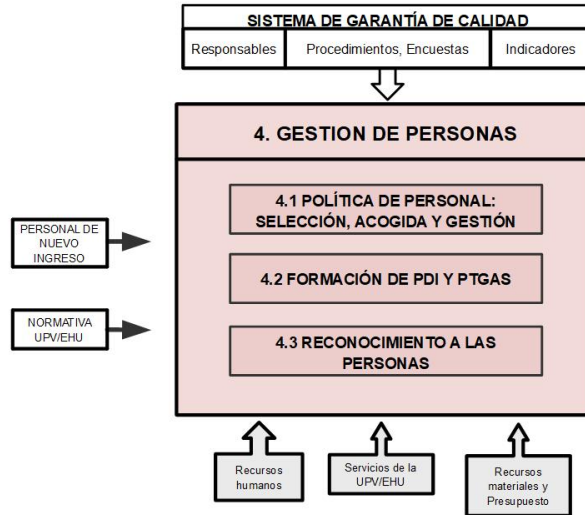 SISTEMA DE GARANTÍA DE CALIDAD
Responsables
Procedimientos, Encuestas
Indicadores
4. GESTION DE PERSONAS
4.1 POLÍTICA DE PERSONAL:
SELECCIÓN, ACOGIDA Y GESTIÓN
PERSONAL DE
NUEVO
INGRESO
4.2 FORMACIÓN DE PDI Y PTGAS
NORMATIVA
UPV/EHU
4.3 RECONOCIMIENTO A LAS
PERSONAS
Recursos
humanos
Servicios de la
UPV/EHU
Recursos
materiales y
Presupuesto